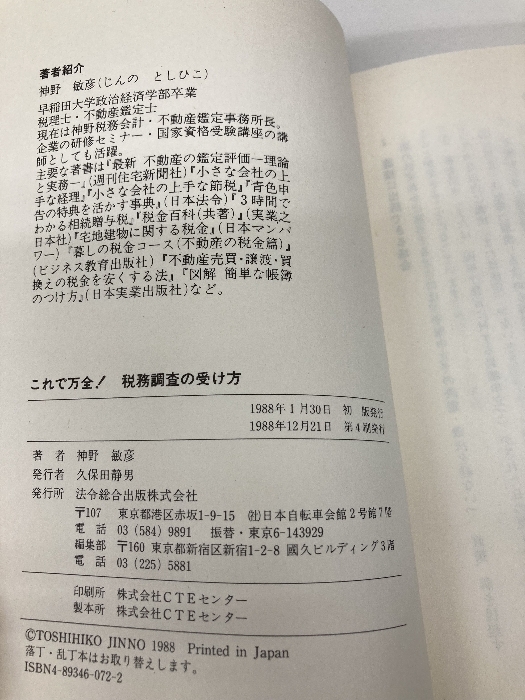 著者紹介
神野 敏彦(じんの としひこ)
早稲田大学政治経済学部卒業
税理士・不動産鑑定士
現在は神野税務会計・不動産鑑定事務所長。
企業の研修セミナー・国家資格受験講座の講
師としても活躍。
主要な著書は『最新 不動産の鑑定評価―理論
と実務―』(週刊住宅新聞社)『小さな会社の上
手な経理』『小さな会社の上手な節税』『青色申
告の特典を活かす事典』(日本法令)『3時間で
わかる相続贈与税』『税金百科(共著)』(実業之
日本社)『宅地建物に関する税金』(日本マンパ
ワー)『暮しの税金コース(不動産の税金篇)』
(ビジネス教育出版社)『不動産売買・譲渡・買
換えの税金を安くする法』『図解 簡単な帳簿
のつけ方』(日本実業出版社)など。
これで万全! 税務調査の受け方
1988年1月30日 初 版発行
1988年12月21日 第4刷発行
著 者 神野 敏彦
発行者 久保田静男
発行所 法令総合出版株式会社
〒107 東京都港区赤坂1-9-15 ㈳日本自転車会館2号館7階
電 話 03(584)9891 振替・東京6-143929
編集部 〒160 東京都新宿区新宿1-2-8 國久ビルディング3階
電 話 03(225)5881
印刷所 株式会社CTEセンター
製本所 株式会社CTEセンター
©TOSHIHIKO JINNO 1988 Printed in Japan
落丁・乱丁本はお取り替えします。
ISBN4-89346-072-2